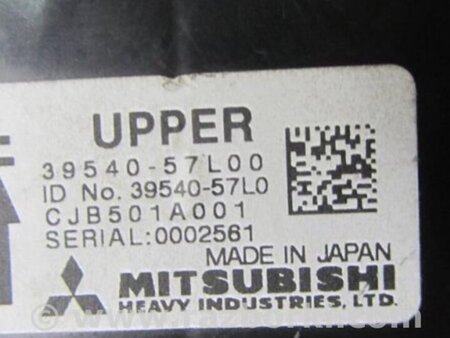 UPPER
39540-57L00
ID No. 39540-57L0
CJB501A001
SERIAL:0002561
MADE IN JAPAN
MITSUBISHI
HEAVY INDUSTRIES, LTD.